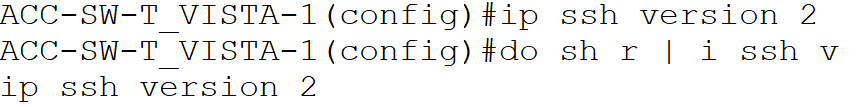 ACC-SW-T_VISTA-1(config)#ip ssh version 2
ACC-SW-T_VISTA-1(config)#do sh r | i ssh v
ip ssh version 2